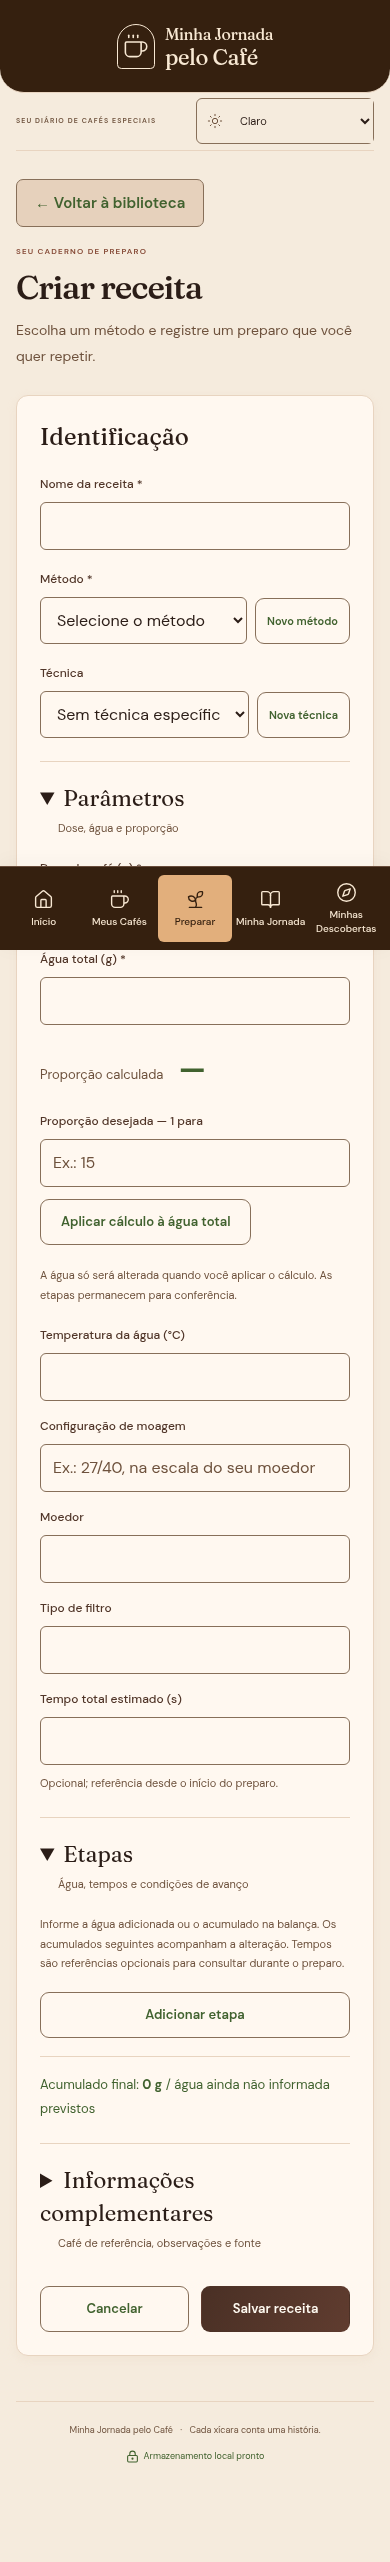 Minha Jornada
pelo Café
SEU DIÁRIO DE CAFÉS ESPECIAIS
Claro
← Voltar à biblioteca
SEU CADERNO DE PREPARO
Criar receita
Escolha um método e registre um preparo que você
quer repetir.
Identificação
Nome da receita *
Método *
Selecione o método
Novo método
Técnica
Sem técnica específic
Nova técnica
▼ Parâmetros
Dose, água e proporção
Início
Meus Cafés
Preparar
Minha Jornada
Minhas
Descobertas
Água total (g) *
Proporção calculada —
Proporção desejada — 1 para
Ex.: 15
Aplicar cálculo à água total
A água só será alterada quando você aplicar o cálculo. As
etapas permanecem para conferência.
Temperatura da água (°C)
Configuração de moagem
Ex.: 27/40, na escala do seu moedor
Moedor
Tipo de filtro
Tempo total estimado (s)
Opcional; referência desde o início do preparo.
▼ Etapas
Água, tempos e condições de avanço
Informe a água adicionada ou o acumulado na balança. Os
acumulados seguintes acompanham a alteração. Tempos
são referências opcionais para consultar durante o preparo.
Adicionar etapa
Acumulado final: 0 g / água ainda não informada
previstos
▶ Informações
complementares
Café de referência, observações e fonte
Cancelar
Salvar receita
Minha Jornada pelo Café · Cada xícara conta uma história.
Armazenamento local pronto